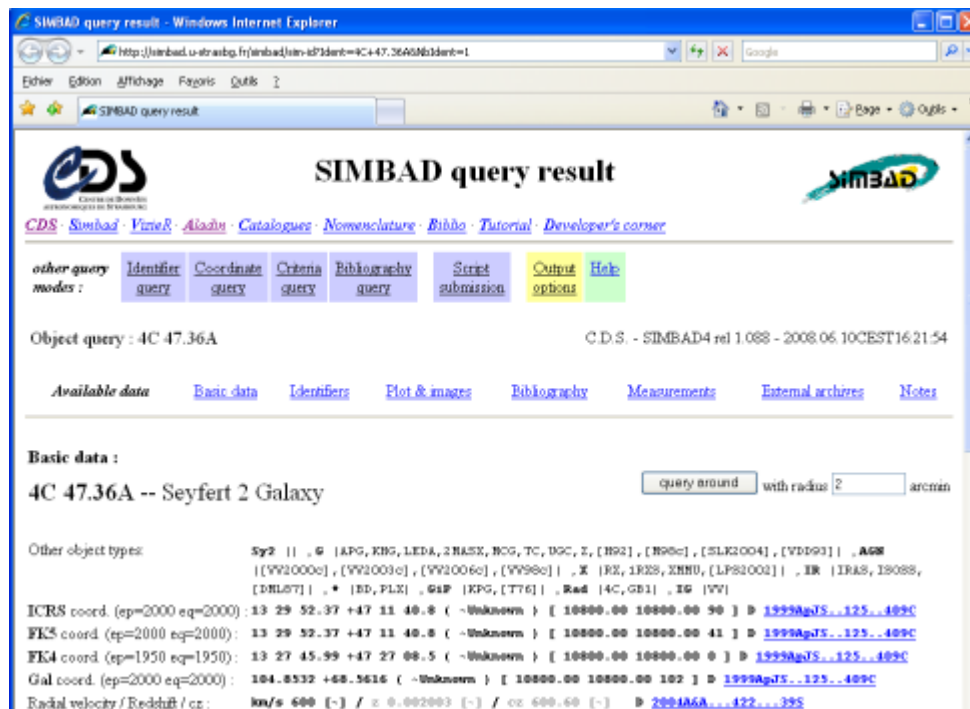 SIMBAD query result - Windows Internet Explorer
http://simbad.u-strasbg.fr/simbad/sim-id?Ident=4C+47.36A&NbIdent=1
Google
Fichier Edition Affichage Favoris Outils ?
SIMBAD query result
Page Outils
CDS
CENTRE DE DONNÉES
ASTRONOMIQUES DE STRASBOURG
SIMBAD query result
SIMBAD
CDS · Simbad · VizieR · Aladin · Catalogues · Nomenclature · Biblio · Tutorial · Developer's corner
other query modes :
Identifier query
Coordinate query
Criteria query
Bibliography query
Script submission
Output options
Help
Object query : 4C 47.36A
C.D.S. - SIMBAD4 rel 1.088 - 2008.06.10CEST16:21:54
Available data Basic data Identifiers Plot & images Bibliography Measurements External archives Notes
Basic data :
4C 47.36A -- Seyfert 2 Galaxy
query around with radius 2 arcmin
Other object types: Sy2 || ,G |APG,KHG,LEDA,2MASX,MCG,TC,UGC,Z,[M92],[M98c],[SLK2004],[VDD93]| ,AGN
|[VV2000c],[VV2003c],[VV2006c],[VV98c]| ,X |RX,1RXS,XMMU,[LPS2002]| ,IR |IRAS,ISOSS,
[DML87]| ,* |BD,PLX| ,GiP |KPG,[T76]| ,Rad |4C,GB1| ,IG |VV|
ICRS coord. (ep=2000 eq=2000) : 13 29 52.37 +47 11 40.8 ( ~Unknown ) [ 10800.00 10800.00 90 ] D 1999ApJS..125..409C
FK5 coord. (ep=2000 eq=2000) : 13 29 52.37 +47 11 40.8 ( ~Unknown ) [ 10800.00 10800.00 41 ] D 1999ApJS..125..409C
FK4 coord. (ep=1950 eq=1950) : 13 27 45.99 +47 27 08.5 ( ~Unknown ) [ 10800.00 10800.00 0 ] D 1999ApJS..125..409C
Gal coord. (ep=2000 eq=2000) : 104.8532 +68.5616 ( ~Unknown ) [ 10800.00 10800.00 102 ] D 1999ApJS..125..409C
Radial velocity / Redshift / cz : km/s 600 [~] / z 0.002003 [~] / cz 600.60 [~] D 2004A&A...422...39S